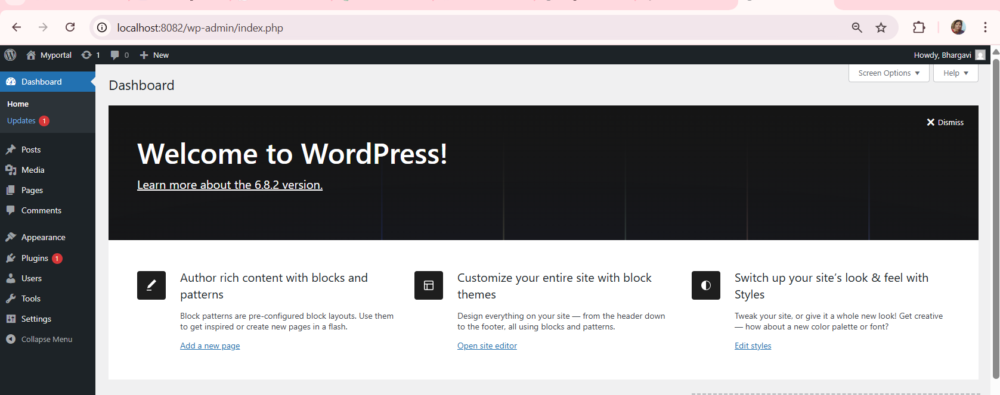 localhost:8082/wp-admin/index.php
Myportal 1 0 New Howdy, Bhargavi
Dashboard
Home
Updates 1
Posts
Media
Pages
Comments
Appearance
Plugins 1
Users
Tools
Settings
Collapse Menu
Screen Options Help
Dashboard
Dismiss
Welcome to WordPress!
Learn more about the 6.8.2 version.
Author rich content with blocks and
patterns
Block patterns are pre-configured block layouts. Use them
to get inspired or create new pages in a flash.
Add a new page
Customize your entire site with block
themes
Design everything on your site — from the header down
to the footer, all using blocks and patterns.
Open site editor
Switch up your site’s look & feel with
Styles
Tweak your site, or give it a whole new look! Get creative
— how about a new color palette or font?
Edit styles